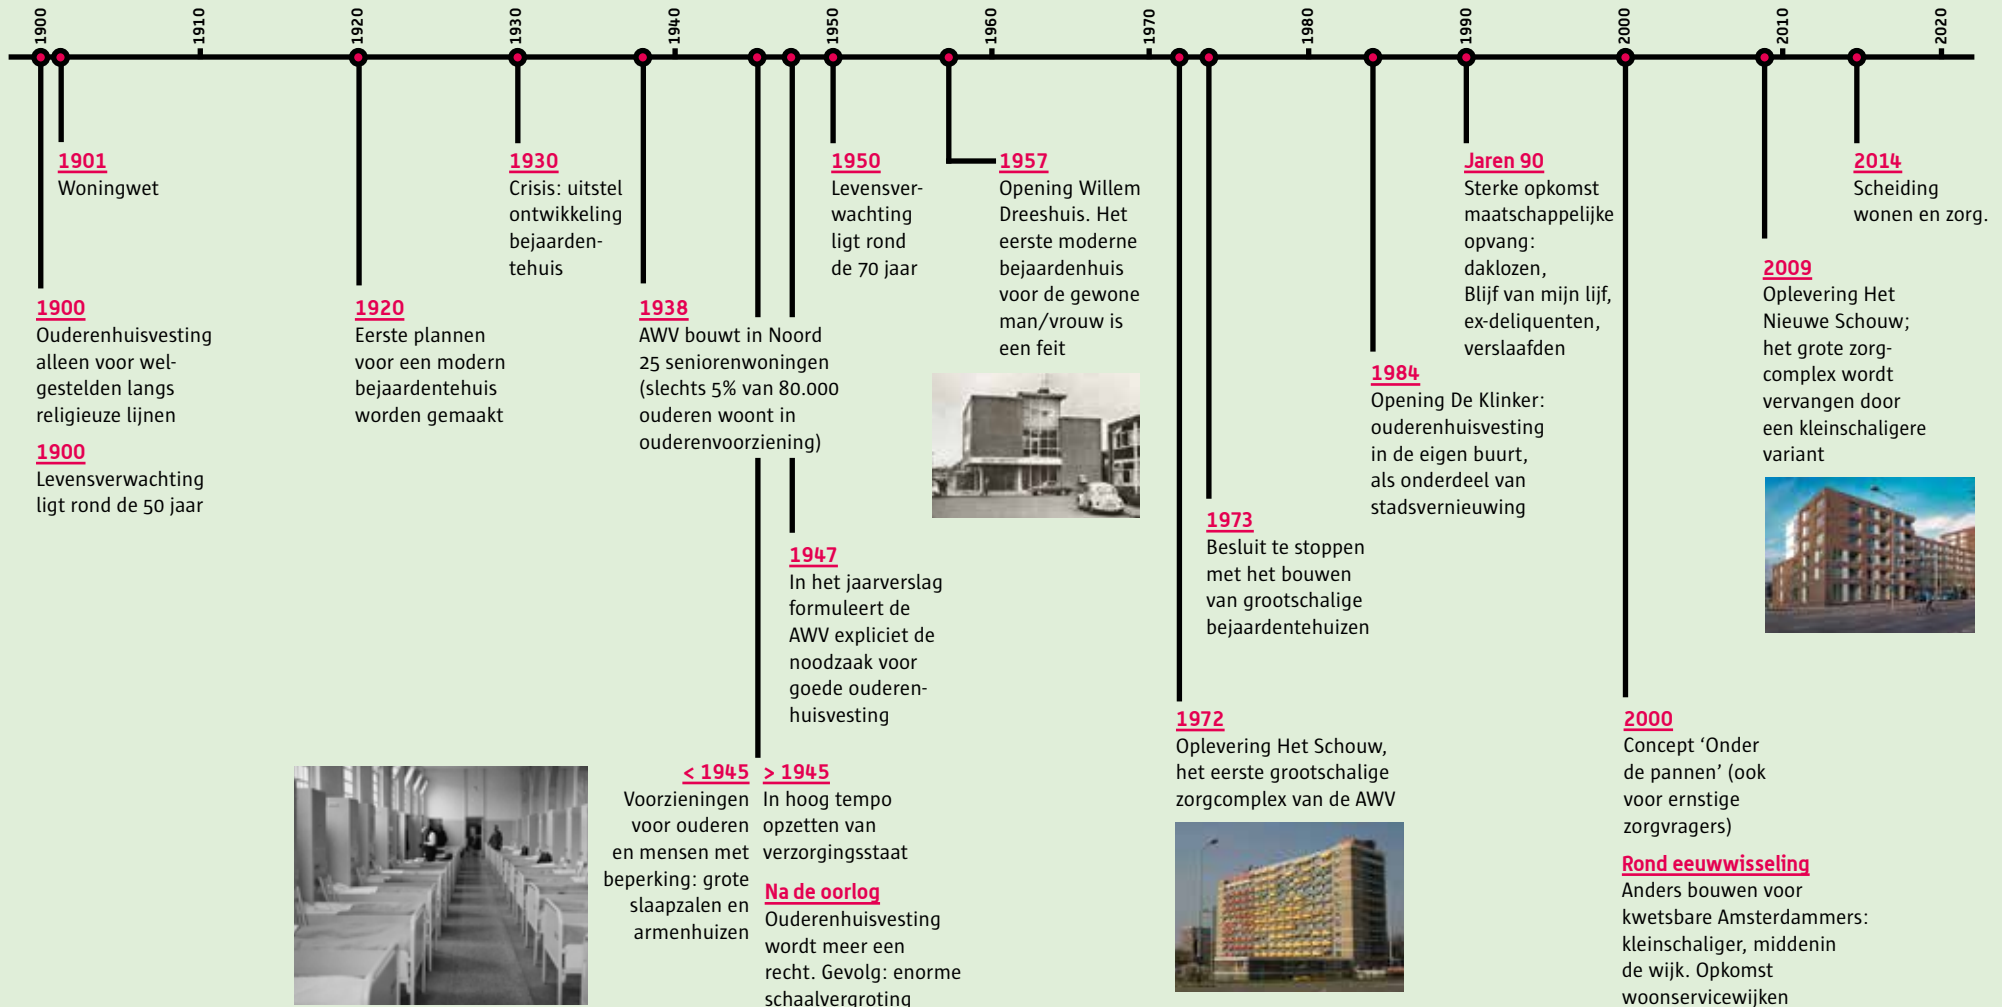 1900
1910
1920
1930
1940
1950
1960
1970
1980
1990
2000
2010
2020
1901
Woningwet
1900
Ouderenhuisvesting
alleen voor wel-
gestelden langs
religieuze lijnen
1900
Levensverwachting
ligt rond de 50 jaar
1920
Eerste plannen
voor een modern
bejaardentehuis
worden gemaakt
1930
Crisis: uitstel
ontwikkeling
bejaarden-
tehuis
1938
AWV bouwt in Noord
25 seniorenwoningen
(slechts 5% van 80.000
ouderen woont in
ouderenvoorziening)
< 1945
Voorzieningen
voor ouderen
en mensen met
beperking: grote
slaapzalen en
armenhuizen
> 1945
In hoog tempo
opzetten van
verzorgingsstaat
Na de oorlog
Ouderenhuisvesting
wordt meer een
recht. Gevolg: enorme
schaalvergroting
1947
In het jaarverslag
formuleert de
AWV expliciet de
noodzaak voor
goede ouderen-
huisvesting
1950
Levensver-
wachting
ligt rond
de 70 jaar
1957
Opening Willem
Dreeshuis. Het
eerste moderne
bejaardenhuis
voor de gewone
man/vrouw is
een feit
1972
Oplevering Het Schouw,
het eerste grootschalige
zorgcomplex van de AWV
1973
Besluit te stoppen
met het bouwen
van grootschalige
bejaardentehuizen
1984
Opening De Klinker:
ouderenhuisvesting
in de eigen buurt,
als onderdeel van
stadsvernieuwing
Jaren 90
Sterke opkomst
maatschappelijke
opvang:
daklozen,
Blijf van mijn lijf,
ex-deliquenten,
verslaafden
2000
Concept ‘Onder
de pannen’ (ook
voor ernstige
zorgvragers)
Rond eeuwwisseling
Anders bouwen voor
kwetsbare Amsterdammers:
kleinschaliger, middenin
de wijk. Opkomst
woonservicewijken
2009
Oplevering Het
Nieuwe Schouw;
het grote zorg-
complex wordt
vervangen door
een kleinschaligere
variant
2014
Scheiding
wonen en zorg.